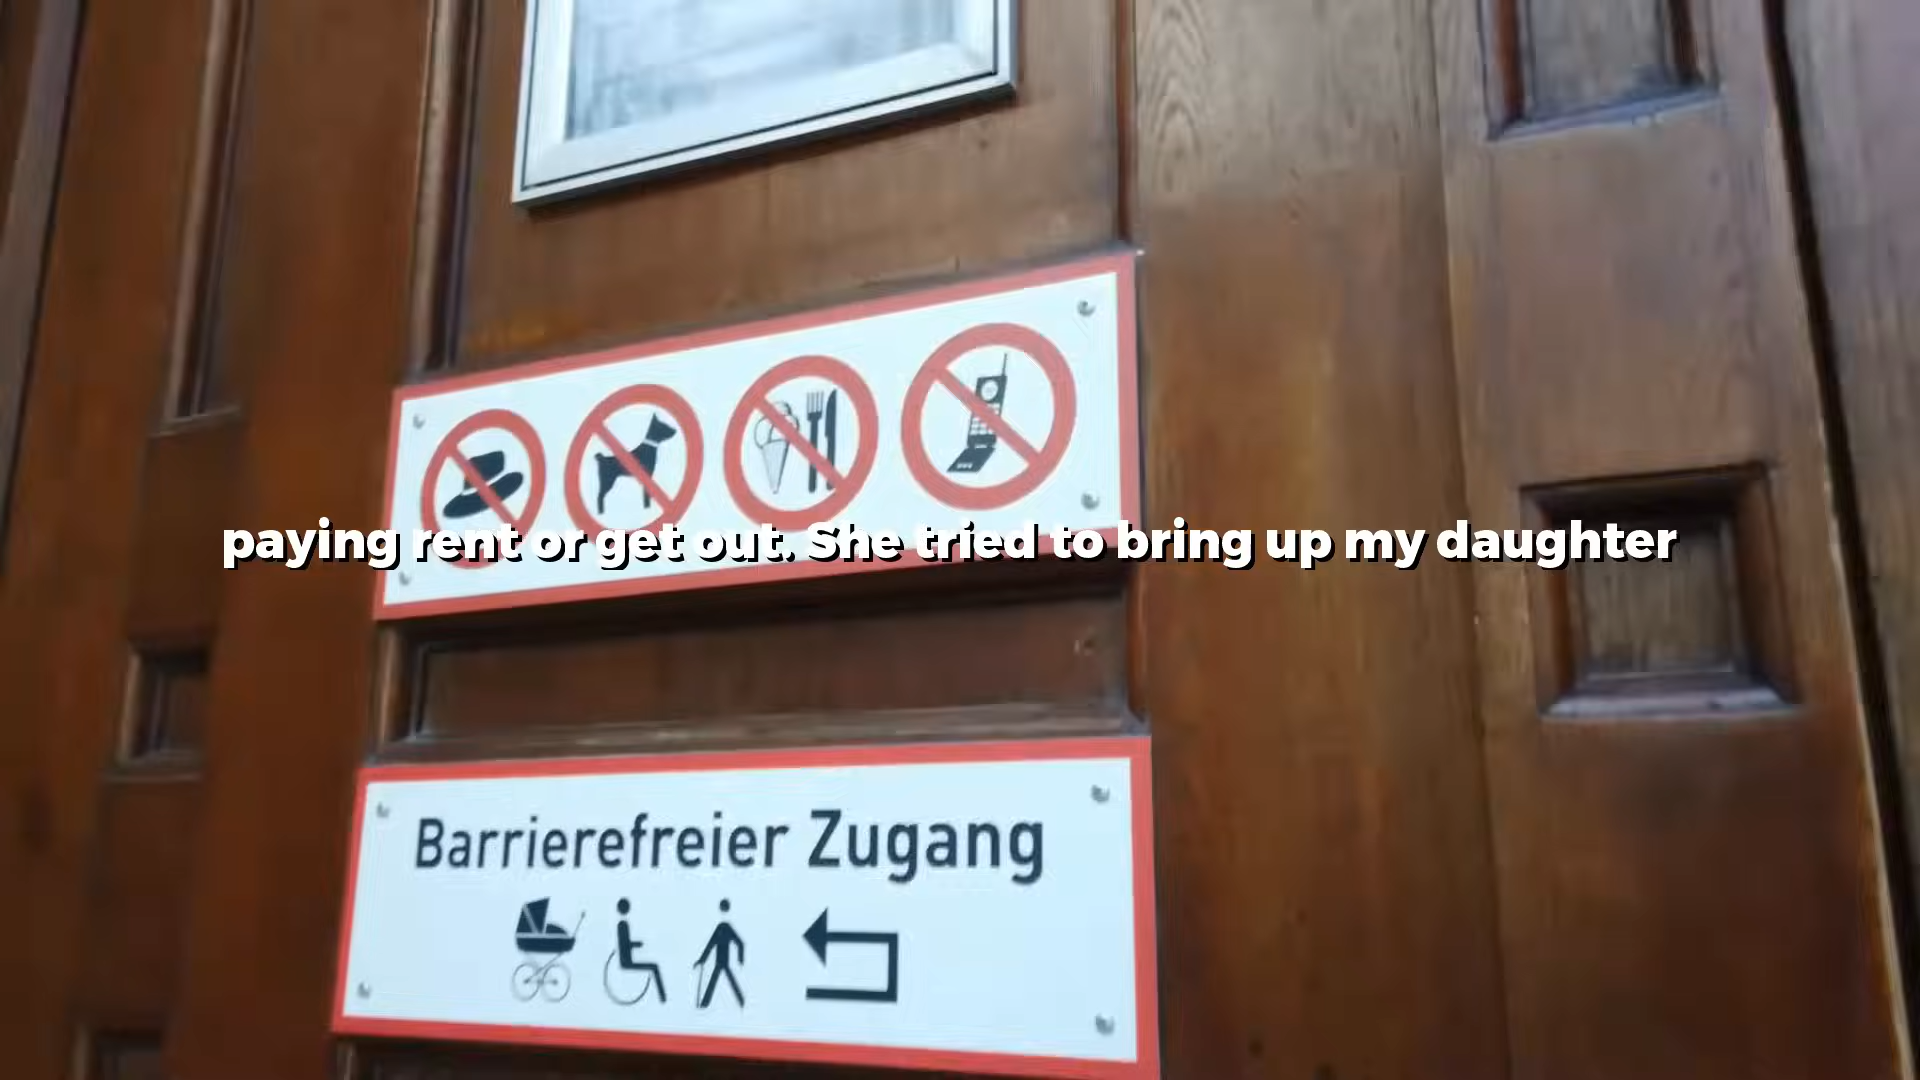 paying rent or get out. She tried to bring up my daughter
Barrierefreier Zugang